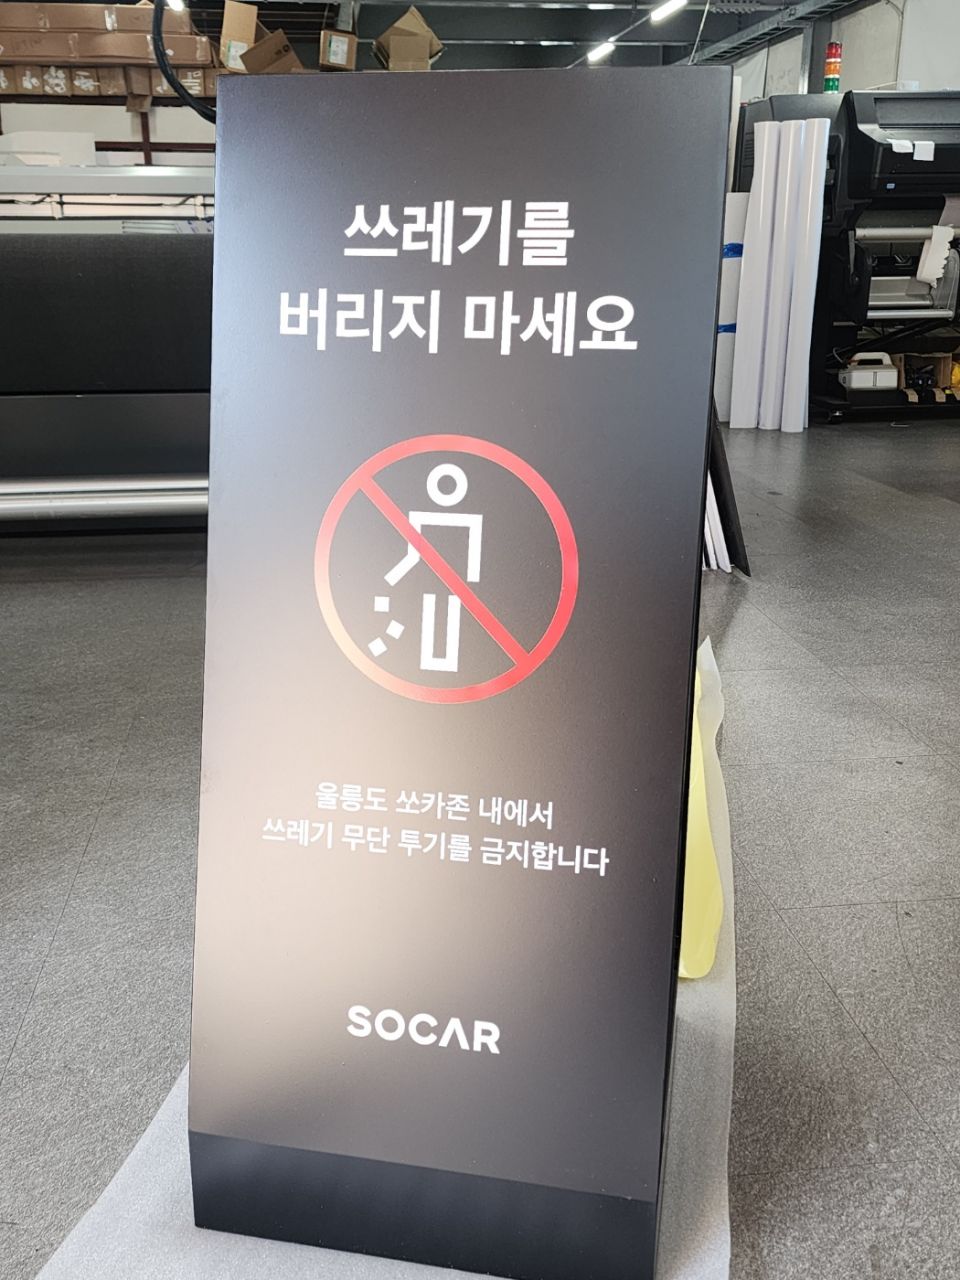 쓰레기를
버리지 마세요
울릉도 쏘카존 내에서
쓰레기 무단 투기를 금지합니다
SOCAR